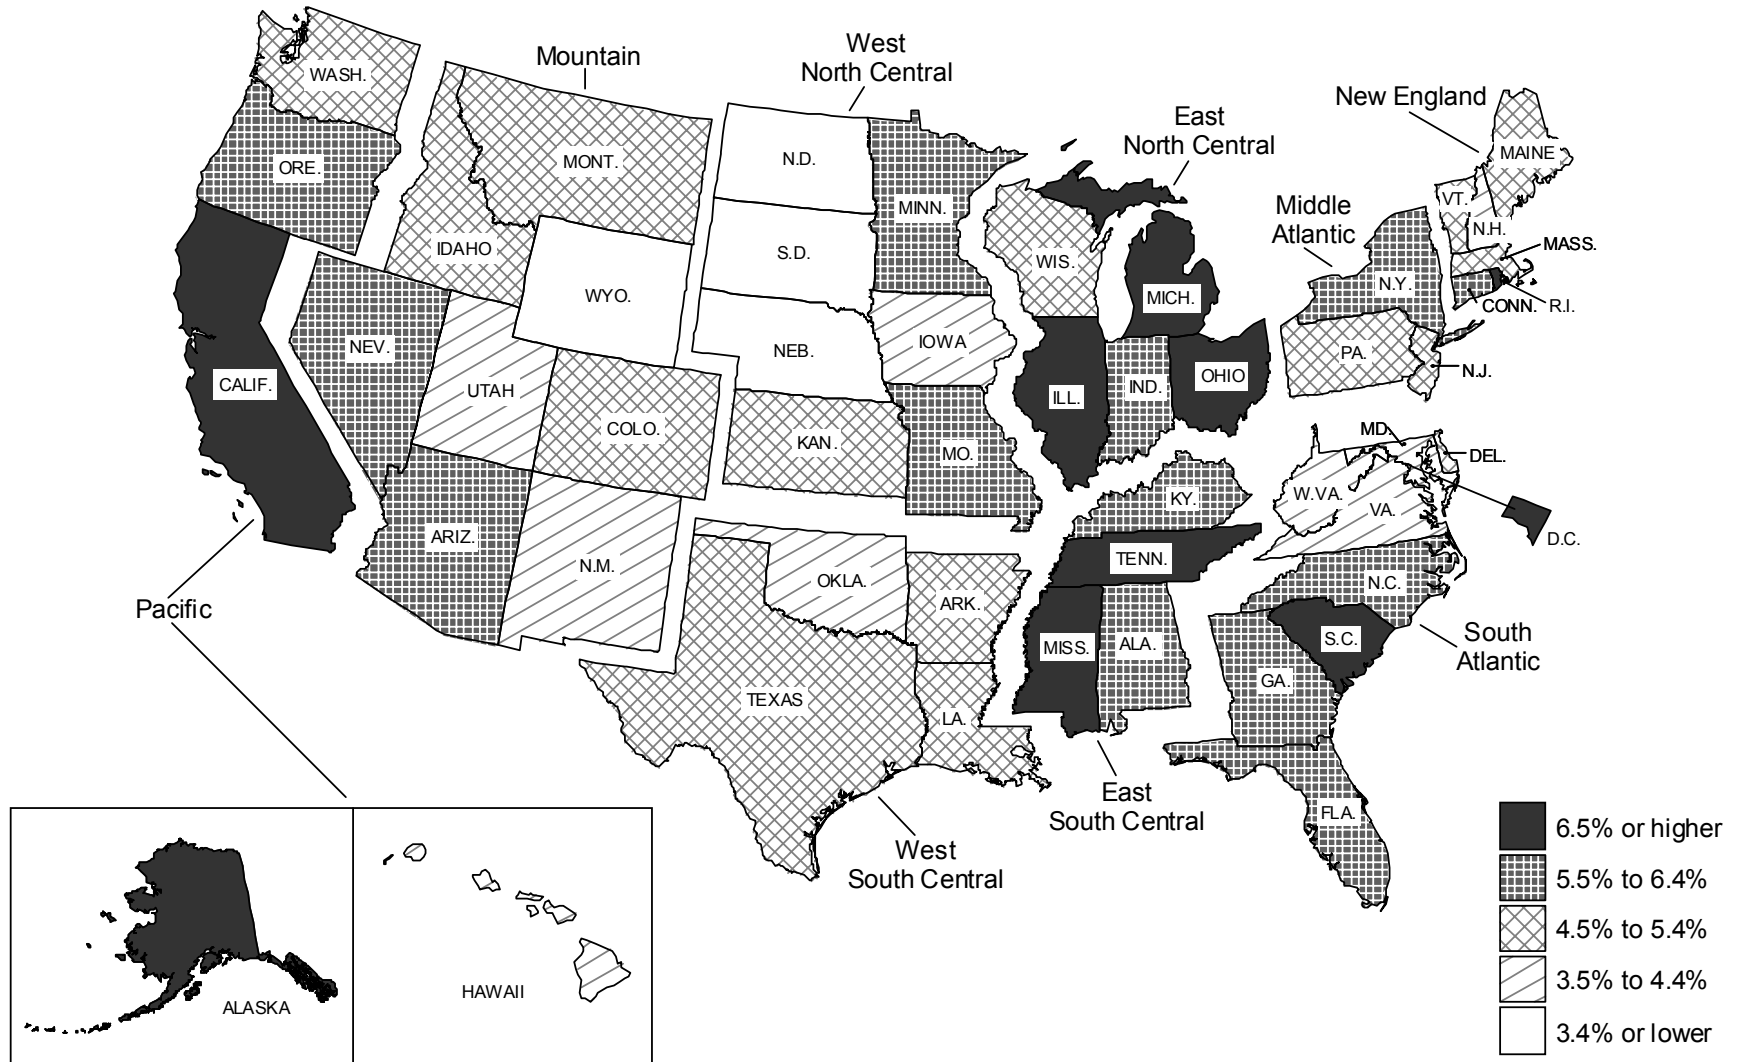 WASH.
Mountain
West
North Central
New England
East
North Central
MONT.
N.D.
MAINE
ORE.
MINN.
VT.
Middle
Atlantic
IDAHO
S.D.
WIS.
N.H.
MASS.
WYO.
MICH.
N.Y.
CONN.
R.I.
NEV.
NEB.
IOWA
PA.
N.J.
CALIF.
UTAH
ILL.
IND.
OHIO
COLO.
KAN.
MO.
MD.
DEL.
KY.
W.VA.
VA.
ARIZ.
D.C.
N.M.
OKLA.
TENN.
ARK.
N.C.
Pacific
MISS.
ALA.
S.C.
South
Atlantic
TEXAS
LA.
GA.
East
South Central
FLA.
West
South Central
ALASKA
HAWAII
6.5% or higher
5.5% to 6.4%
4.5% to 5.4%
3.5% to 4.4%
3.4% or lower